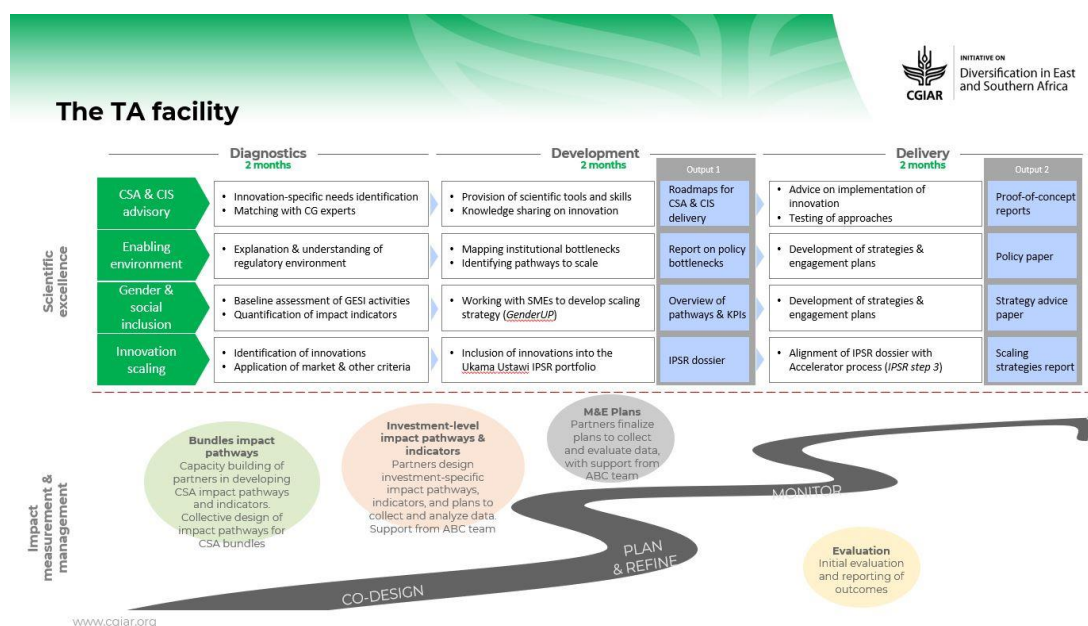 INITIATIVE ON
Diversification in East
and Southern Africa
CGIAR
The TA facility
Diagnostics
2 months
Development
2 months
Output 1
Delivery
2 months
Output 2
Scientific
excellence
CSA & CIS
advisory
• Innovation-specific needs identification
• Matching with CG experts
• Provision of scientific tools and skills
• Knowledge sharing on innovation
Roadmaps for
CSA & CIS
delivery
• Advice on implementation of
innovation
• Testing of approaches
Proof-of-concept
reports
Enabling
environment
• Explanation & understanding of
regulatory environment
• Mapping institutional bottlenecks
• Identifying pathways to scale
Report on policy
bottlenecks
• Development of strategies &
engagement plans
Policy paper
Gender &
social
inclusion
• Baseline assessment of GESI activities
• Quantification of impact indicators
• Working with SMEs to develop scaling
strategy (GenderUP)
Overview of
pathways & KPIs
• Development of strategies &
engagement plans
Strategy advice
paper
Innovation
scaling
• Identification of innovations
• Application of market & other criteria
• Inclusion of innovations into the
Ukama Ustawi IPSR portfolio
IPSR dossier
• Alignment of IPSR dossier with
Accelerator process (IPSR step 3)
Scaling
strategies report
Impact
measurement &
management
Bundles impact
pathways
Capacity building of
partners in developing
CSA impact pathways
and indicators.
Collective design of
impact pathways for
CSA bundles
Investment-level
impact pathways &
indicators
Partners design
investment-specific
impact pathways,
indicators, and plans to
collect and analyze data.
Support from ABC team
M&E Plans
Partners finalize
plans to collect
and evaluate data,
with support from
ABC team
CO-DESIGN
PLAN
& REFINE
MONITOR
Evaluation
Initial evaluation
and reporting of
outcomes
www.cgiar.org